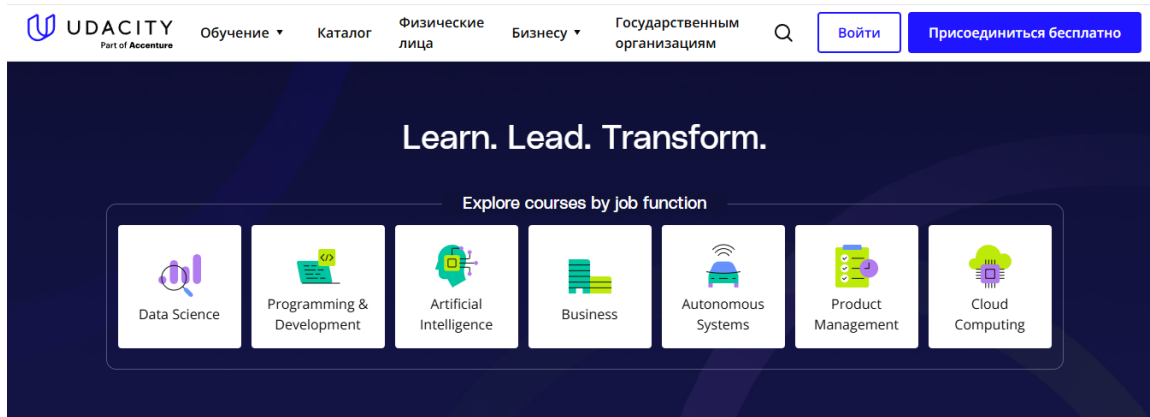 UDACITY
Part of Accenture
Обучение ▾
Каталог
Физические
лица
Бизнесу ▾
Государственным
организациям
Войти
Присоединиться бесплатно
Learn. Lead. Transform.
Explore courses by job function
Data Science
</>
Programming &
Development
Artificial
Intelligence
Business
Autonomous
Systems
Product
Management
Cloud
Computing